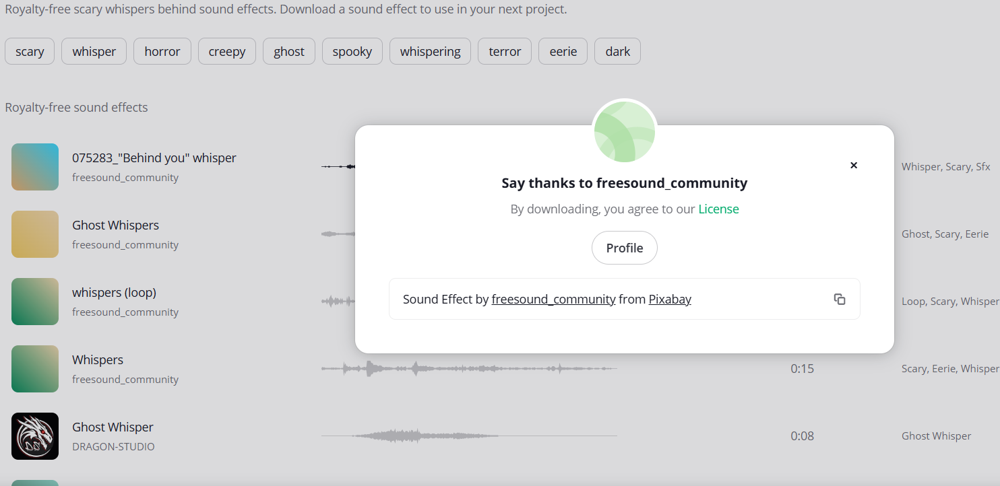 Royalty-free scary whispers behind sound effects. Download a sound effect to use in your next project.
scary whisper horror creepy ghost spooky whispering terror eerie dark
Royalty-free sound effects
075283_"Behind you" whisper
freesound_community
Whisper, Scary, Sfx
Ghost Whispers
freesound_community
Ghost, Scary, Eerie
whispers (loop)
freesound_community
Loop, Scary, Whisper
Whispers
freesound_community
0:15
Scary, Eerie, Whisper
Ghost Whisper
DRAGON-STUDIO
0:08
Ghost Whisper
Say thanks to freesound_community
By downloading, you agree to our License
Profile
Sound Effect by freesound_community from Pixabay
DS